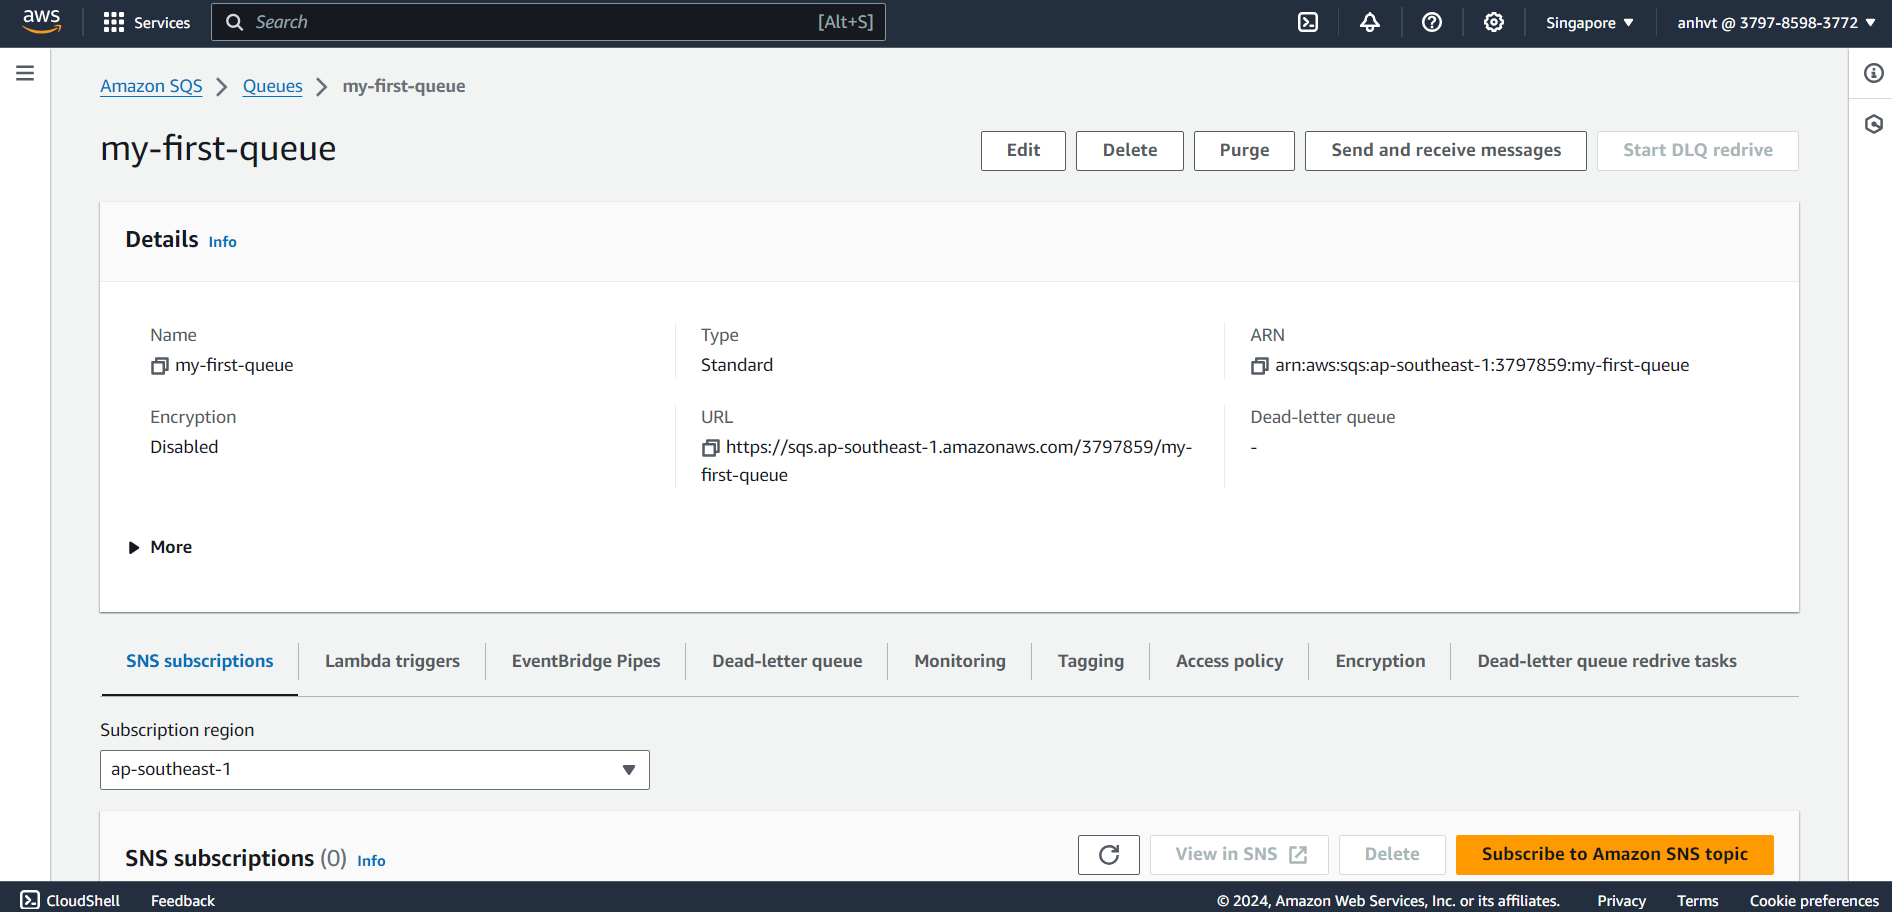 aws Services Search [Alt+S] Singapore anhvt @ 3797-8598-3772
Amazon SQS Queues my-first-queue
my-first-queue
Edit Delete Purge Send and receive messages Start DLQ redrive
Details Info
Name Type ARN
my-first-queue Standard arn:aws:sqs:ap-southeast-1:3797859:my-first-queue
Encryption URL Dead-letter queue
Disabled https://sqs.ap-southeast-1.amazonaws.com/3797859/my- -
first-queue
More
SNS subscriptions Lambda triggers EventBridge Pipes Dead-letter queue Monitoring Tagging Access policy Encryption Dead-letter queue redrive tasks
Subscription region
ap-southeast-1
SNS subscriptions (0) Info View in SNS Delete Subscribe to Amazon SNS topic
CloudShell Feedback © 2024, Amazon Web Services, Inc. or its affiliates. Privacy Terms Cookie preferences